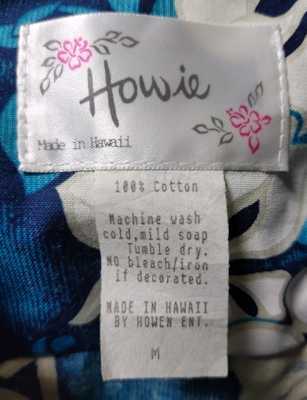 Howie
Made in Hawaii
100% Cotton
Machine wash
cold,mild soap
Tumble dry.
NO bleach/iron
if decorated.
MADE IN HAWAII
BY HOWEN ENT.
M